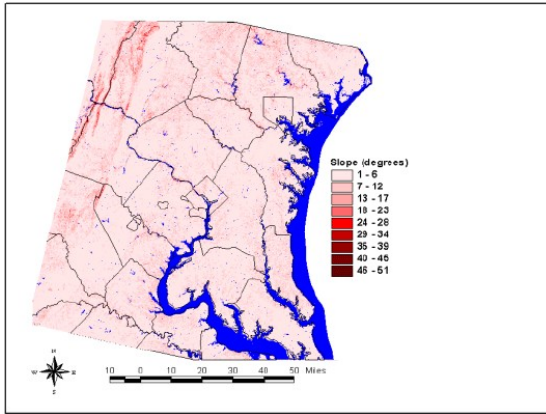 Slope (degrees)
1 - 6
7 - 12
13 - 17
18 - 23
24 - 28
29 - 34
35 - 39
40 - 45
46 - 51
N
W E
S
10 0 10 20 30 40 50 Miles